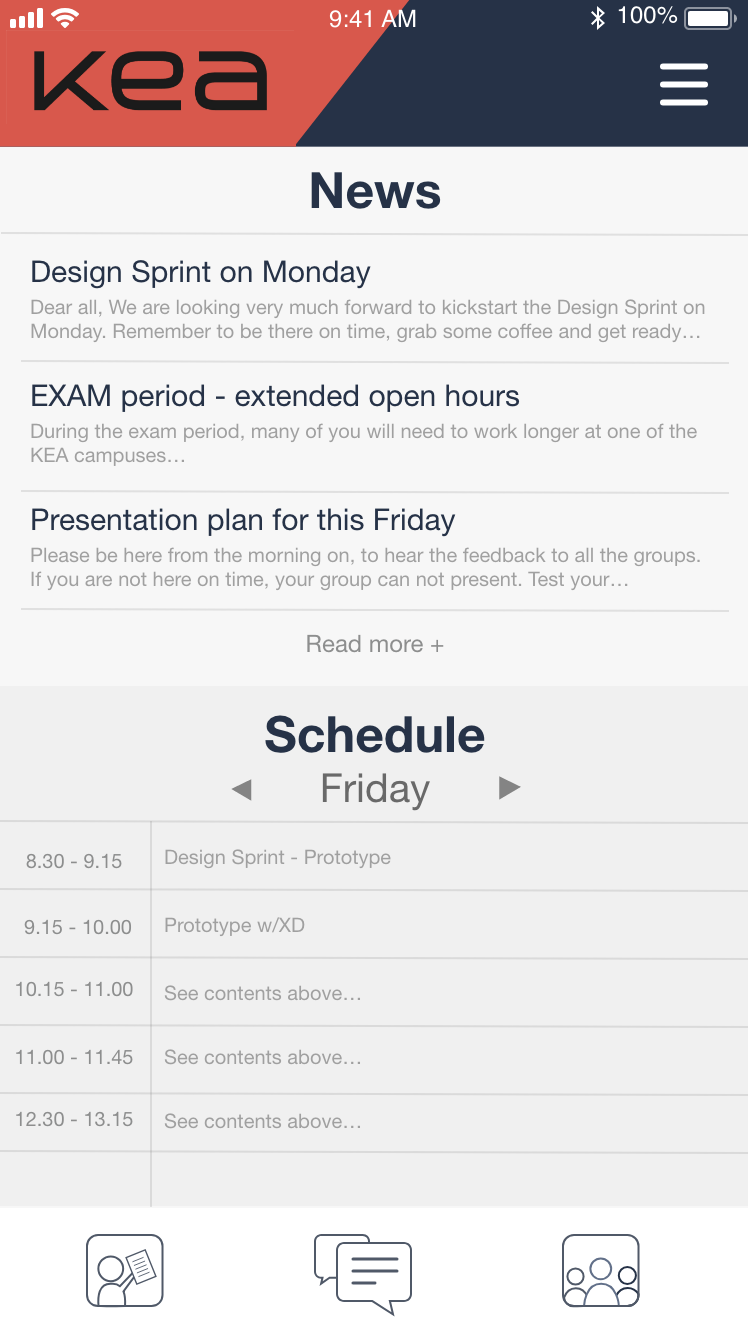 9:41 AM 100%
kea
News
Design Sprint on Monday
Dear all, We are looking very much forward to kickstart the Design Sprint on
Monday. Remember to be there on time, grab some coffee and get ready…
EXAM period - extended open hours
During the exam period, many of you will need to work longer at one of the
KEA campuses…
Presentation plan for this Friday
Please be here from the morning on, to hear the feedback to all the groups.
If you are not here on time, your group can not present. Test your…
Read more +
Schedule
Friday
8.30 - 9.15 Design Sprint - Prototype
9.15 - 10.00 Prototype w/XD
10.15 - 11.00 See contents above…
11.00 - 11.45 See contents above…
12.30 - 13.15 See contents above…